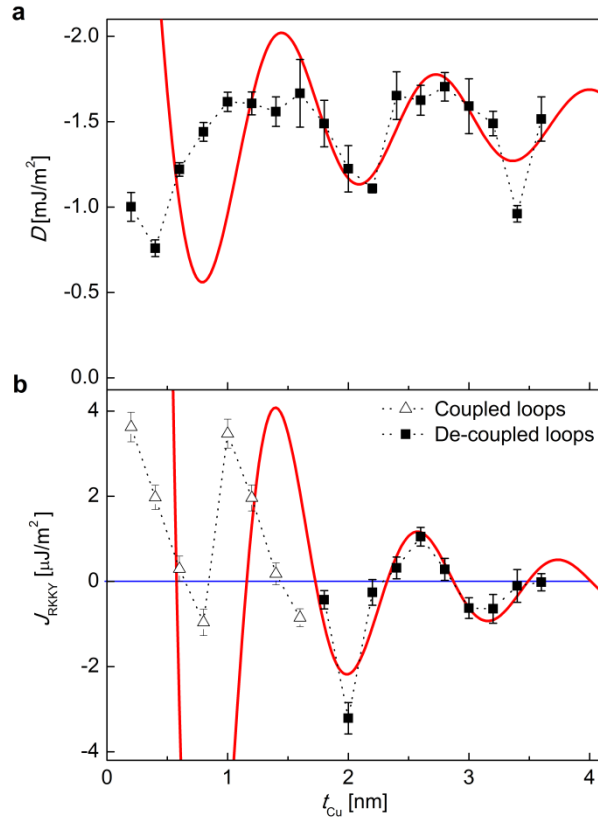 a
-2.0
-1.5
-1.0
-0.5
0.0
D [mJ/m²]
b
Coupled loops
De-coupled loops
4
2
0
-2
-4
J_RKKY [μJ/m²]
0 1 2 3 4
t_Cu [nm]